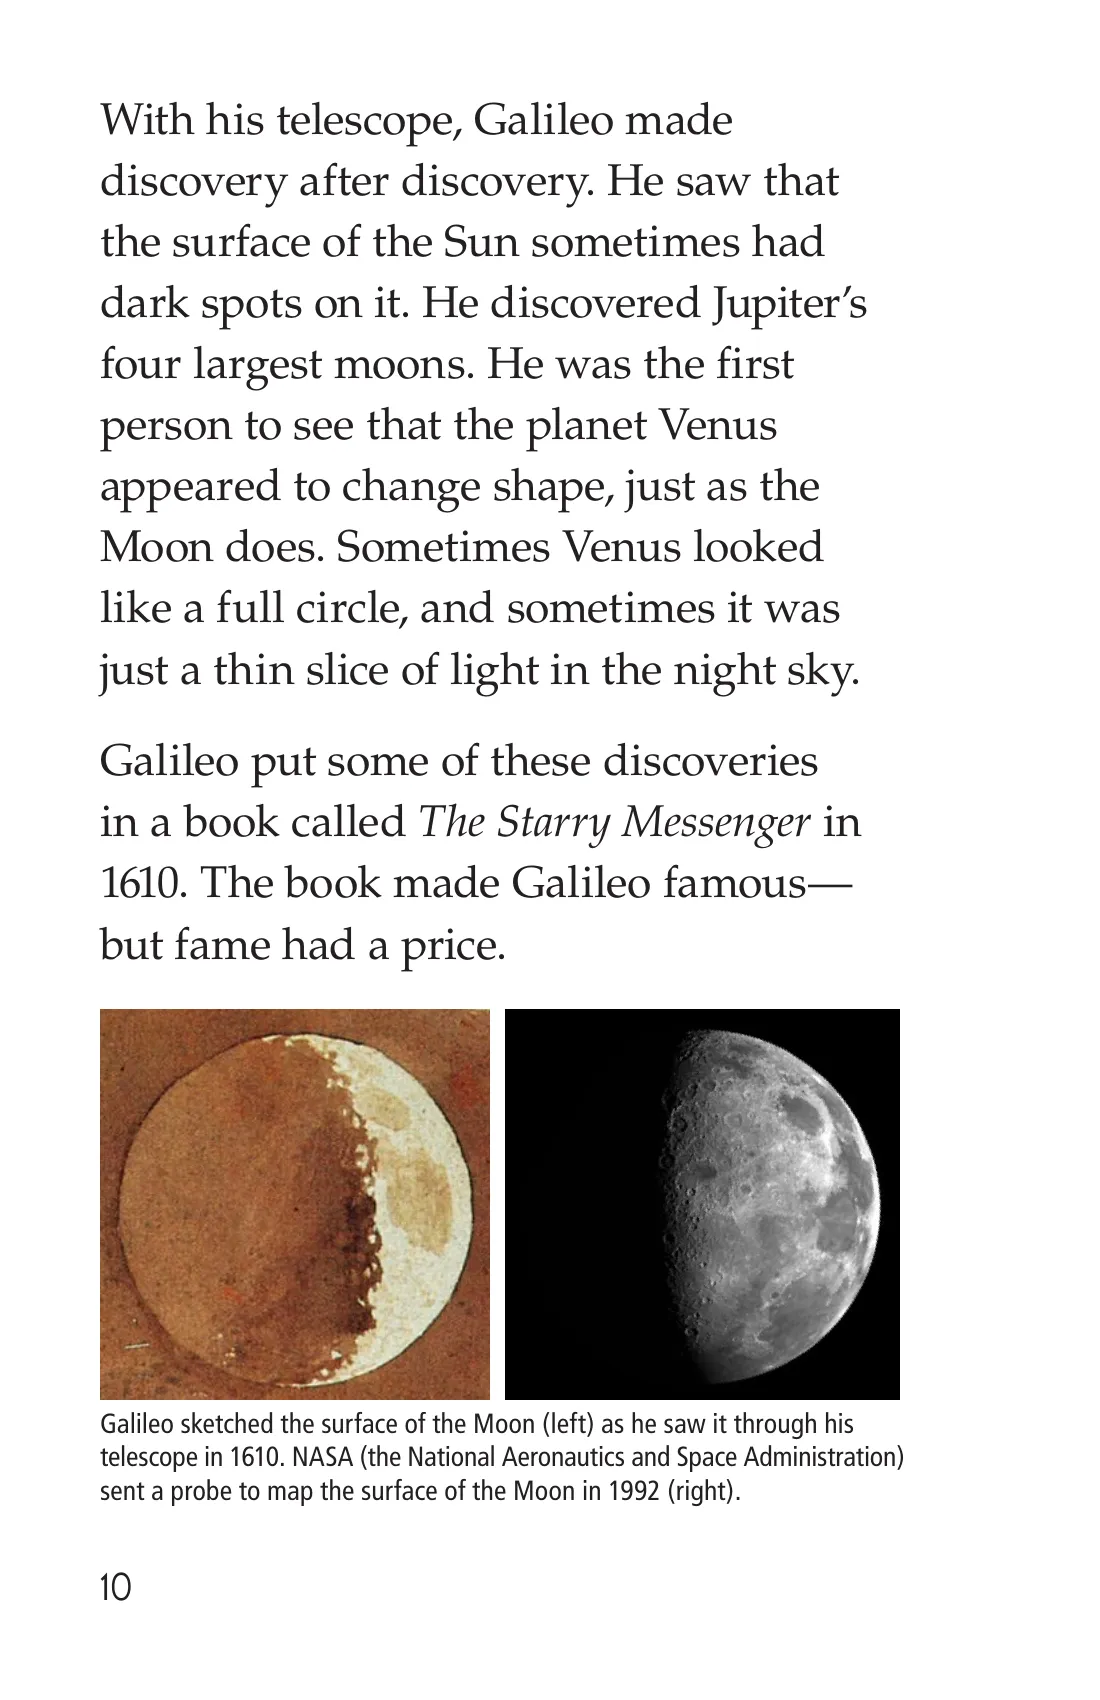 With his telescope, Galileo made
discovery after discovery. He saw that
the surface of the Sun sometimes had
dark spots on it. He discovered Jupiter’s
four largest moons. He was the first
person to see that the planet Venus
appeared to change shape, just as the
Moon does. Sometimes Venus looked
like a full circle, and sometimes it was
just a thin slice of light in the night sky.
Galileo put some of these discoveries
in a book called The Starry Messenger in
1610. The book made Galileo famous—
but fame had a price.
Galileo sketched the surface of the Moon (left) as he saw it through his
telescope in 1610. NASA (the National Aeronautics and Space Administration)
sent a probe to map the surface of the Moon in 1992 (right).
10